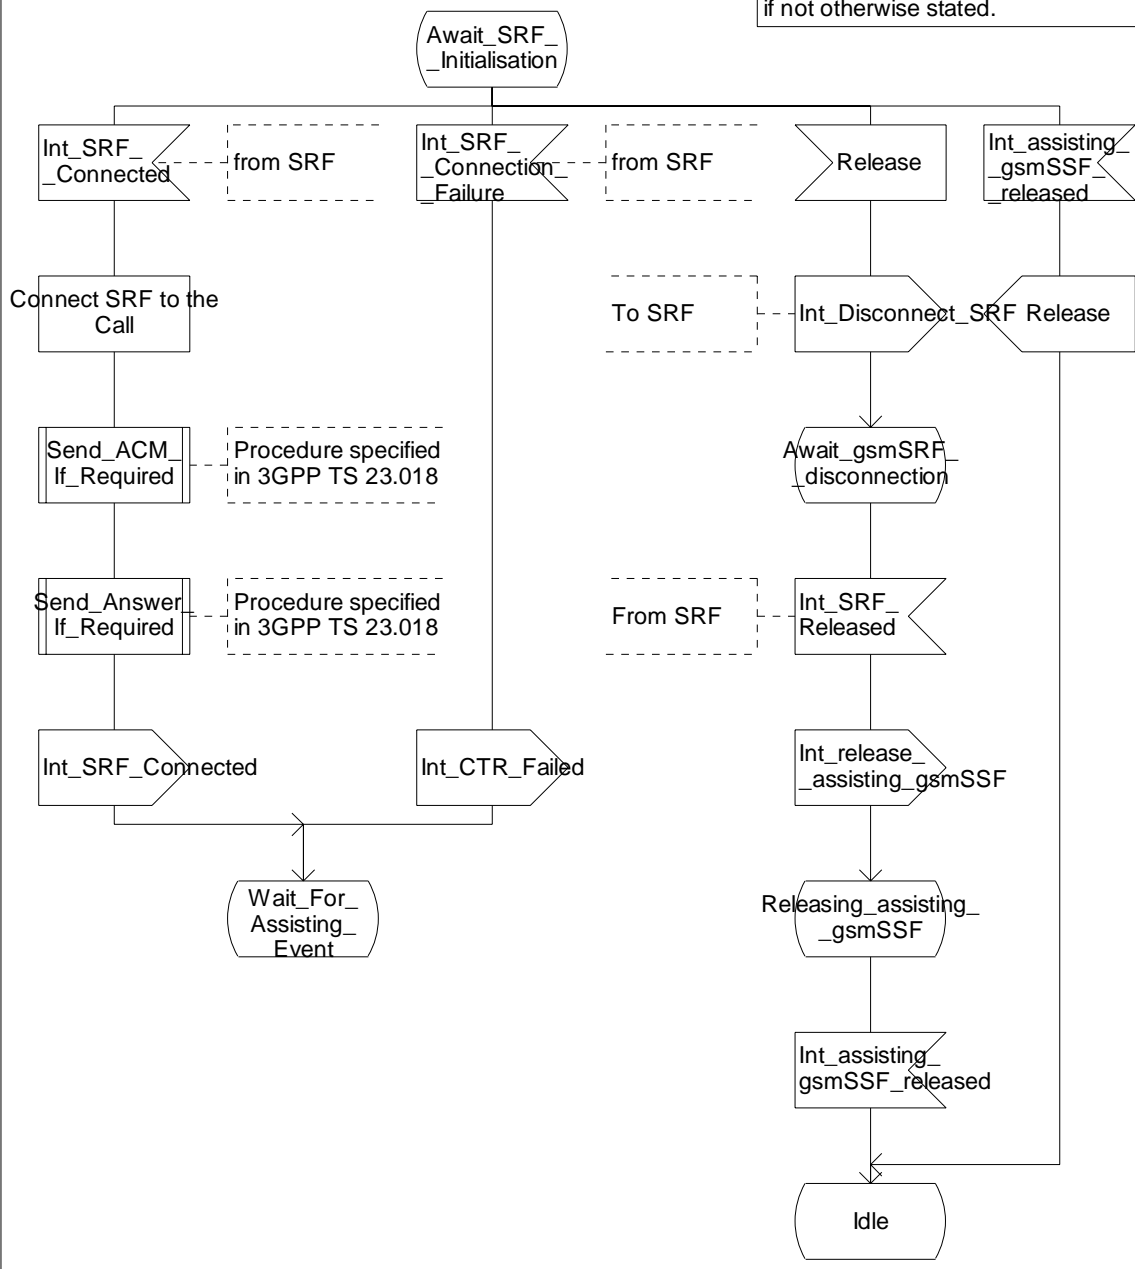 if not otherwise stated.
Await_SRF_
_Initialisation
Int_SRF_
_Connected
from SRF
Int_SRF_
_Connection_
_Failure
from SRF
Release
Int_assisting_
_gsmSSF_
_released
Connect SRF to the
Call
To SRF
Int_Disconnect_SRF
Release
Send_ACM_
If_Required
Procedure specified
in 3GPP TS 23.018
Await_gsmSRF_
_disconnection
Send_Answer_
If_Required
Procedure specified
in 3GPP TS 23.018
From SRF
Int_SRF_
Released
Int_SRF_Connected
Int_CTR_Failed
Int_release_
_assisting_gsmSSF
Wait_For_
Assisting_
Event
Releasing_assisting_
_gsmSSF
Int_assisting_
gsmSSF_released
Idle